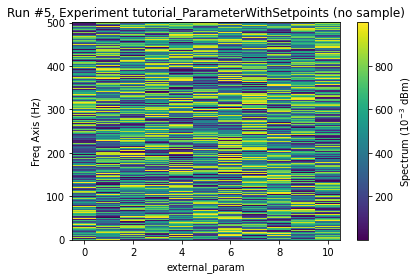 Run #5, Experiment tutorial_ParameterWithSetpoints (no sample)
500
400
300
200
100
0
Freq Axis (Hz)
0 2 4 6 8 10
external_param
800
600
400
200
Spectrum (10⁻³ dBm)